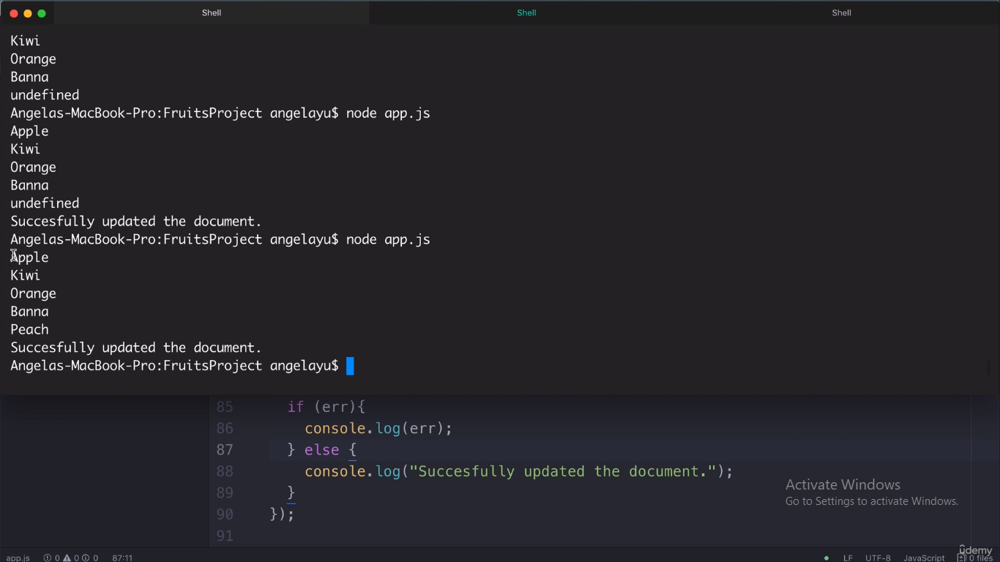 Shell Shell Shell
Kiwi
Orange
Banna
undefined
Angelas-MacBook-Pro:FruitsProject angelayu$ node app.js
Apple
Kiwi
Orange
Banna
undefined
Succesfully updated the document.
Angelas-MacBook-Pro:FruitsProject angelayu$ node app.js
Apple
Kiwi
Orange
Banna
Peach
Succesfully updated the document.
Angelas-MacBook-Pro:FruitsProject angelayu$
85 if (err){
86 console.log(err);
87 } else {
88 console.log("Succesfully updated the document.");
89 }
90 });
91
Activate Windows
Go to Settings to activate Windows.
ûdemy
app.js 0 0 0 87:11 LF UTF-8 JavaScript 0 files